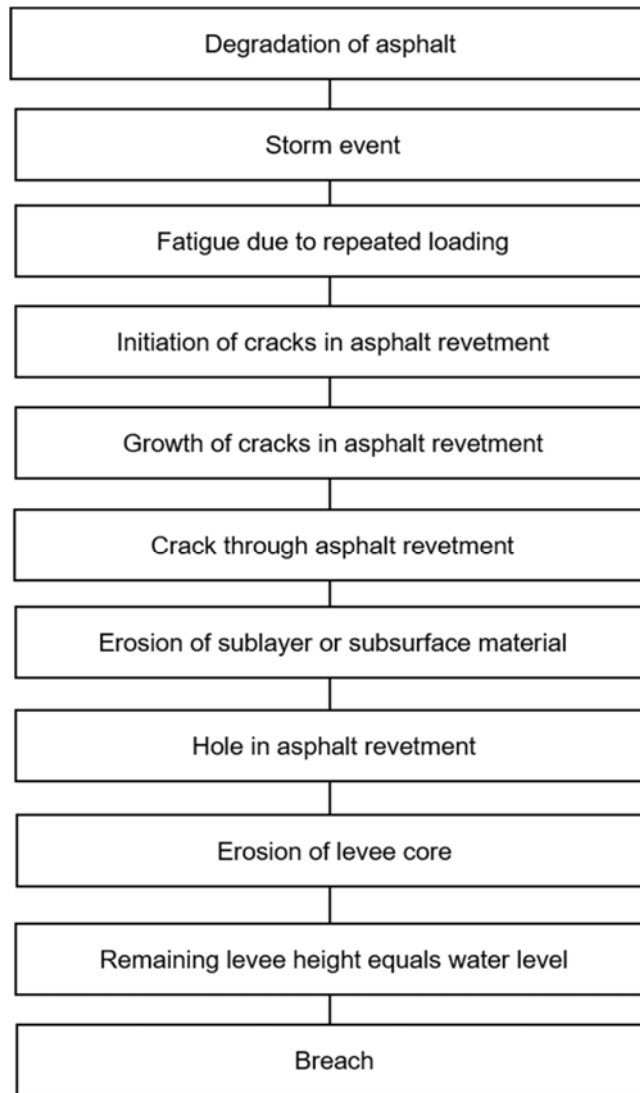 Degradation of asphalt
Storm event
Fatigue due to repeated loading
Initiation of cracks in asphalt revetment
Growth of cracks in asphalt revetment
Crack through asphalt revetment
Erosion of sublayer or subsurface material
Hole in asphalt revetment
Erosion of levee core
Remaining levee height equals water level
Breach